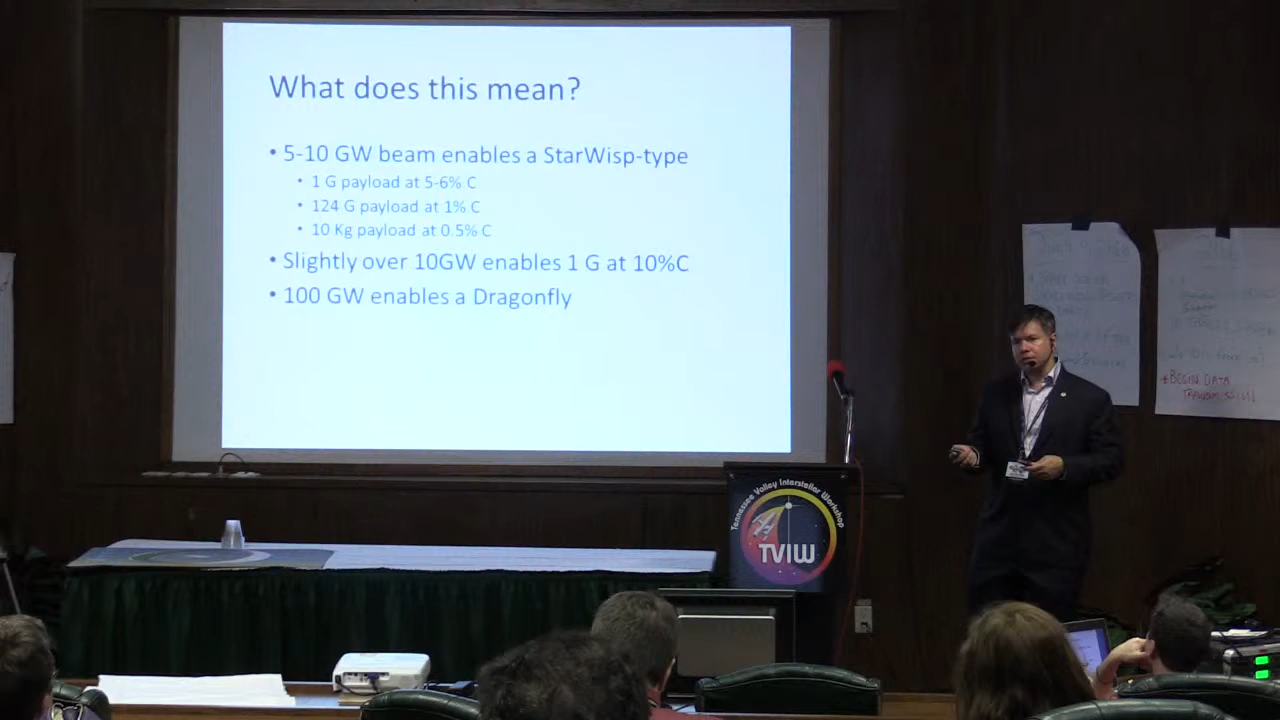 What does this mean?
• 5-10 GW beam enables a StarWisp-type
• 1 G payload at 5-6% C
• 124 G payload at 1% C
• 10 Kg payload at 0.5% C
• Slightly over 10GW enables 1 G at 10%C
• 100 GW enables a Dragonfly
Tennessee Valley Interstellar Workshop
TVIW
BEGIN DATA